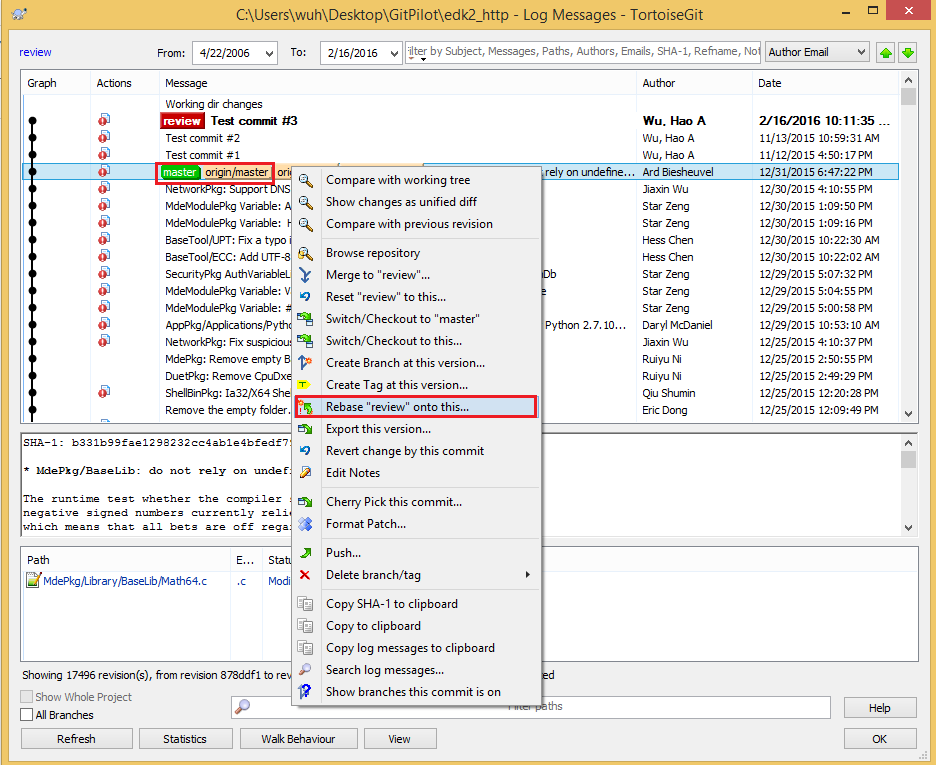 C:\Users\wuh\Desktop\GitPilot\edk2_http - Log Messages - TortoiseGit
review From: 4/22/2006 To: 2/16/2016 Filter by Subject, Messages, Paths, Authors, Emails, SHA-1, Refname, Not Author Email
Graph Actions Message Author Date
Working dir changes
review Test commit #3 Wu, Hao A 2/16/2016 10:11:35 ...
Test commit #2 Wu, Hao A 11/13/2015 10:59:31 AM
Test commit #1 Wu, Hao A 11/12/2015 4:50:17 PM
master origin/master ori rely on undefine... Ard Biesheuvel 12/31/2015 6:47:22 PM
NetworkPkg: Support DNS Jiaxin Wu 12/30/2015 4:10:55 PM
MdeModulePkg Variable: A Star Zeng 12/30/2015 1:09:50 PM
MdeModulePkg Variable: H Star Zeng 12/30/2015 1:09:16 PM
BaseTool/UPT: Fix a typo i Hess Chen 12/30/2015 10:22:30 AM
BaseTool/ECC: Add UTF-8 Hess Chen 12/30/2015 10:22:02 AM
SecurityPkg AuthVariableL Db Star Zeng 12/29/2015 5:07:32 PM
MdeModulePkg Variable: V e Star Zeng 12/29/2015 5:04:55 PM
MdeModulePkg Variable: Star Zeng 12/29/2015 5:00:58 PM
AppPkg/Applications/Pytho Python 2.7.10... Daryl McDaniel 12/29/2015 10:53:10 AM
NetworkPkg: Fix suspicious Jiaxin Wu 12/25/2015 4:10:37 PM
MdePkg: Remove empty B Ruiyu Ni 12/25/2015 2:50:55 PM
DuetPkg: Remove CpuDxe Ruiyu Ni 12/25/2015 2:49:29 PM
ShellBinPkg: Ia32/X64 Shel Qiu Shumin 12/25/2015 12:20:28 PM
Remove the empty folder. Eric Dong 12/25/2015 12:09:42 PM
Compare with working tree
Show changes as unified diff
Compare with previous revision
Browse repository
Merge to "review"...
Reset "review" to this...
Switch/Checkout to "master"
Switch/Checkout to this...
Create Branch at this version...
Create Tag at this version...
Rebase "review" onto this...
Export this version...
Revert change by this commit
Edit Notes
Cherry Pick this commit...
Format Patch...
Push...
Delete branch/tag
Copy SHA-1 to clipboard
Copy to clipboard
Copy log messages to clipboard
Search log messages...
Show branches this commit is on
SHA-1: b331b99fae1298232cc4ab1e4bfedf7
* MdePkg/BaseLib: do not rely on undefi
The runtime test whether the compiler
negative signed numbers currently relie
which means that all bets are off rega
Path E... Statu
MdePkg/Library/BaseLib/Math64.c .c Modi
Showing 17496 revision(s), from revision 878ddf1 to rev ed
Show Whole Project
All Branches
Filter paths
Help
Refresh Statistics Walk Behaviour View OK